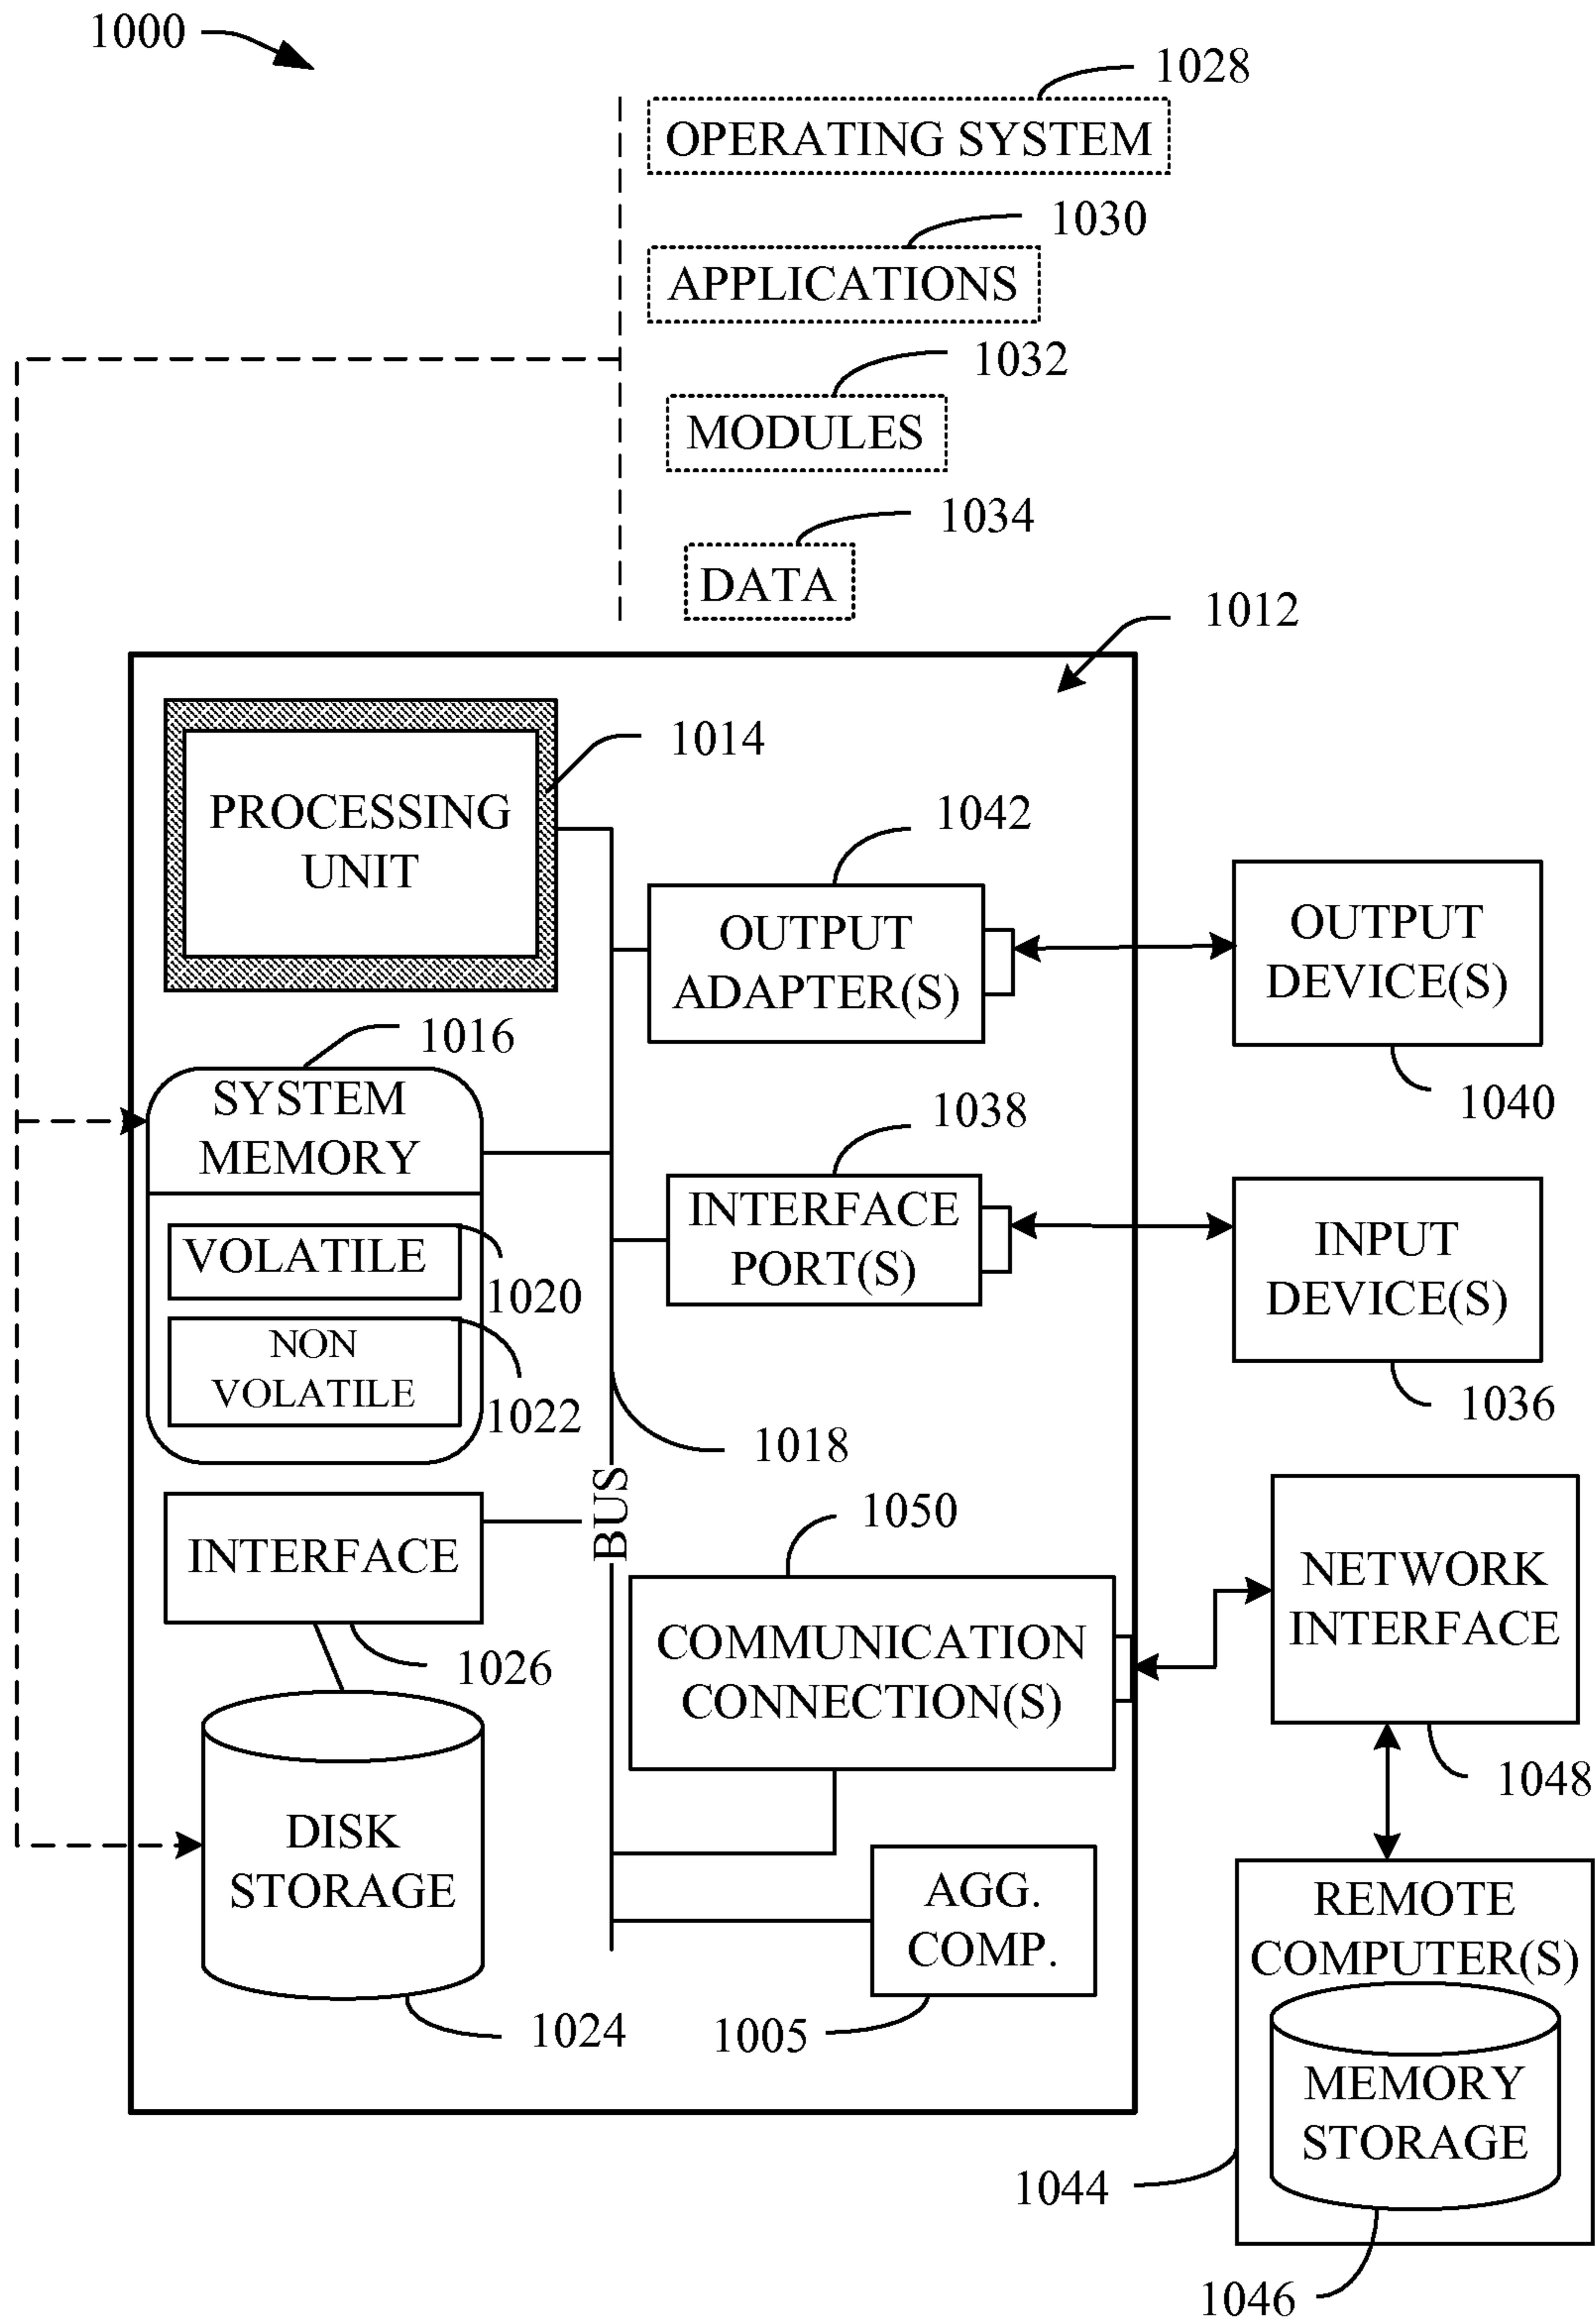 1000
1028
OPERATING SYSTEM
1030
APPLICATIONS
1032
MODULES
1034
DATA
1012
1014
PROCESSING
UNIT
1042
OUTPUT
ADAPTER(S)
OUTPUT
DEVICE(S)
1040
1016
SYSTEM
MEMORY
1038
INTERFACE
PORT(S)
INPUT
DEVICE(S)
1036
VOLATILE
1020
NON
VOLATILE
1022
1018
BUS
INTERFACE
1026
1050
COMMUNICATION
CONNECTION(S)
NETWORK
INTERFACE
1048
DISK
STORAGE
1024
AGG.
COMP.
1005
REMOTE
COMPUTER(S)
MEMORY
STORAGE
1044
1046